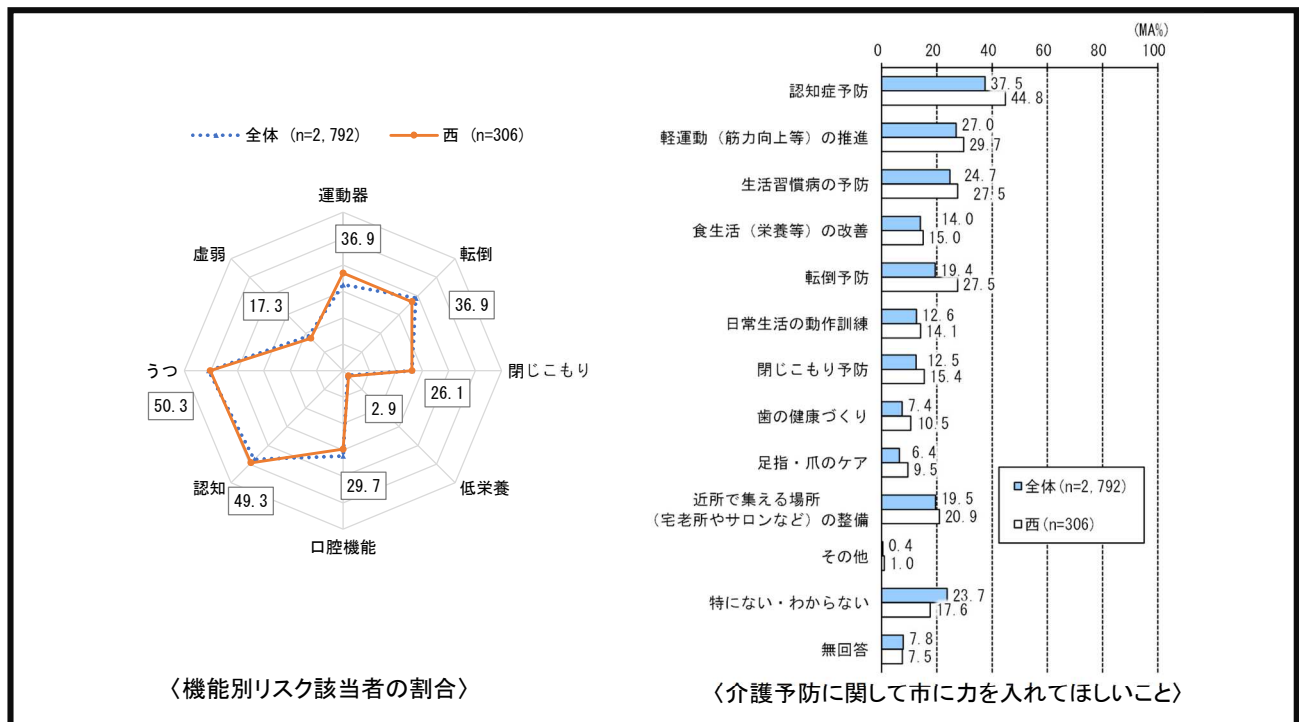 全体 (n=2,792)
西 (n=306)
運動器
36.9
転倒
36.9
閉じこもり
26.1
低栄養
2.9
口腔機能
29.7
認知
49.3
うつ
50.3
虚弱
17.3
〈機能別リスク該当者の割合〉
(MA%)
0 20 40 60 80 100
認知症予防
37.5
44.8
軽運動（筋力向上等）の推進
27.0
29.7
生活習慣病の予防
24.7
27.5
食生活（栄養等）の改善
14.0
15.0
転倒予防
19.4
27.5
日常生活の動作訓練
12.6
14.1
閉じこもり予防
12.5
15.4
歯の健康づくり
7.4
10.5
足指・爪のケア
6.4
9.5
近所で集える場所
（宅老所やサロンなど）の整備
19.5
20.9
その他
0.4
1.0
特にない・わからない
23.7
17.6
無回答
7.8
7.5
全体(n=2,792)
西(n=306)
〈介護予防に関して市に力を入れてほしいこと〉